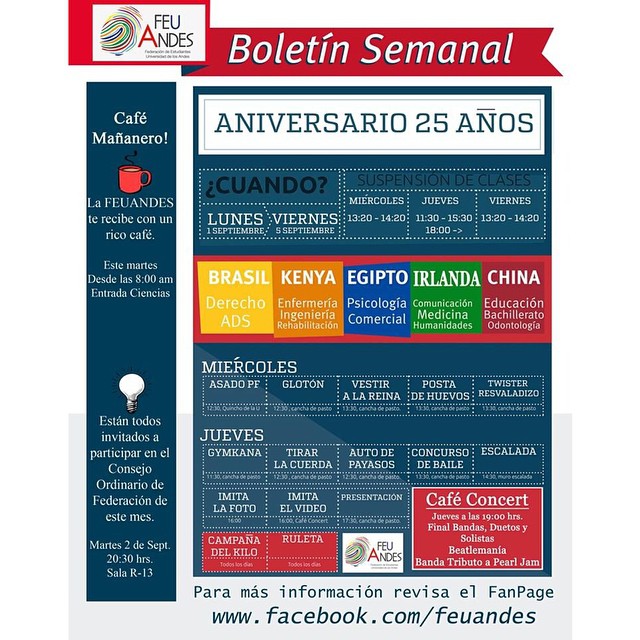 FEU
ANDES
Federación de Estudiantes
Universidad de los Andes
Boletín Semanal
Café
Mañanero!
La FEUANDES
te recibe con un
rico café.
Este martes
Desde las 8:00 am
Entrada Ciencias
Están todos
invitados a
participar en el
Consejo
Ordinario de
Federación de
este mes.
Martes 2 de Sept.
20:30 hrs.
Sala R-13
ANIVERSARIO 25 AÑOS
¿CUANDO?
LUNES
1 SEPTIEMBRE
VIERNES
5 SEPTIEMBRE
SUSPENSIÓN DE CLASES
MIÉRCOLES
13:20 - 14:20
JUEVES
11:30 - 15:30
18:00 ->
VIERNES
13:20 - 14:20
BRASIL
Derecho
ADS
KENYA
Enfermería
Ingeniería
Rehabilitación
EGIPTO
Psicología
Comercial
IRLANDA
Comunicación
Medicina
Humanidades
CHINA
Educación
Bachillerato
Odontología
MIÉRCOLES
ASADO PF
12:30, Quincho de la U
GLOTÓN
12:30 , cancha de pasto
VESTIR
A LA REINA
13:30, cancha de pasto.
POSTA
DE HUEVOS
13:30, cancha de pasto
TWISTER
RESVALADIZO
13:30, cancha de pasto
JUEVES
GYMKANA
11:30, cancha de pasto
TIRAR
LA CUERDA
12:30, cancha de pasto
AUTO DE
PAYASOS
12:30, cancha de pasto
CONCURSO
DE BAILE
13:30, cancha de pasto
ESCALADA
14:30, muro escalada
IMITA
LA FOTO
16:00
IMITA
EL VIDEO
16:00, Café Concert
PRESENTACIÓN
17:30, cancha de pasto.
CAMPAÑA
DEL KILO
Todos los días
RULETA
Todos los días
FEU
ANDES
Café Concert
Jueves a las 19:00 hrs.
Final Bandas, Duetos y
Solistas
Beatlemanía
Banda Tributo a Pearl Jam
Para más información revisa el FanPage
www.facebook.com/feuandes